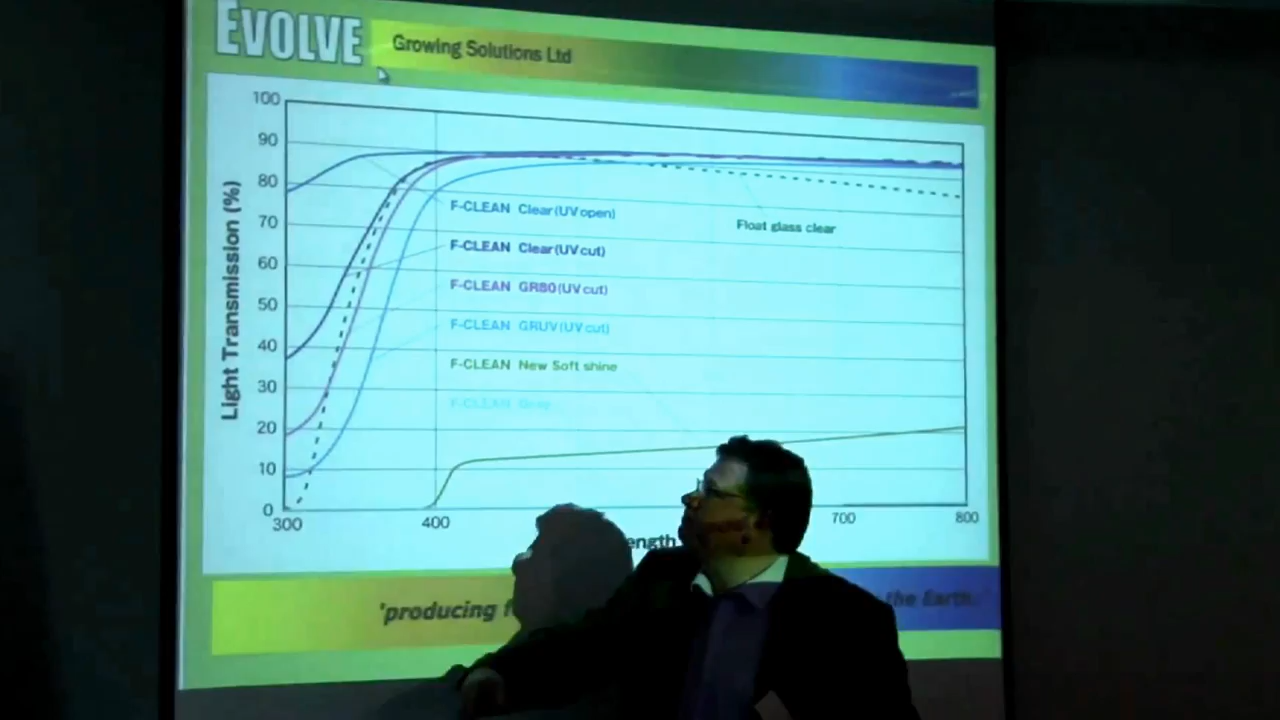 EVOLVE
Growing Solutions Ltd
100
90
80
70
60
50
40
30
20
10
0
Light Transmission (%)
F-CLEAN Clear (UV open)
Float glass clear
F-CLEAN Clear (UV cut)
F-CLEAN GR80 (UV cut)
F-CLEAN GRUV (UV cut)
F-CLEAN New Soft shine
F-CLEAN
300
400
700
800
ength
'producing
the Earth.